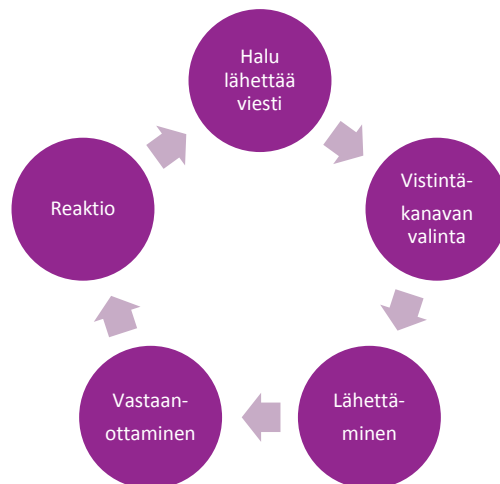 Halu
lähettää
viesti
Vistintä-
kanavan
valinta
Lähettä-
minen
Vastaan-
ottaminen
Reaktio